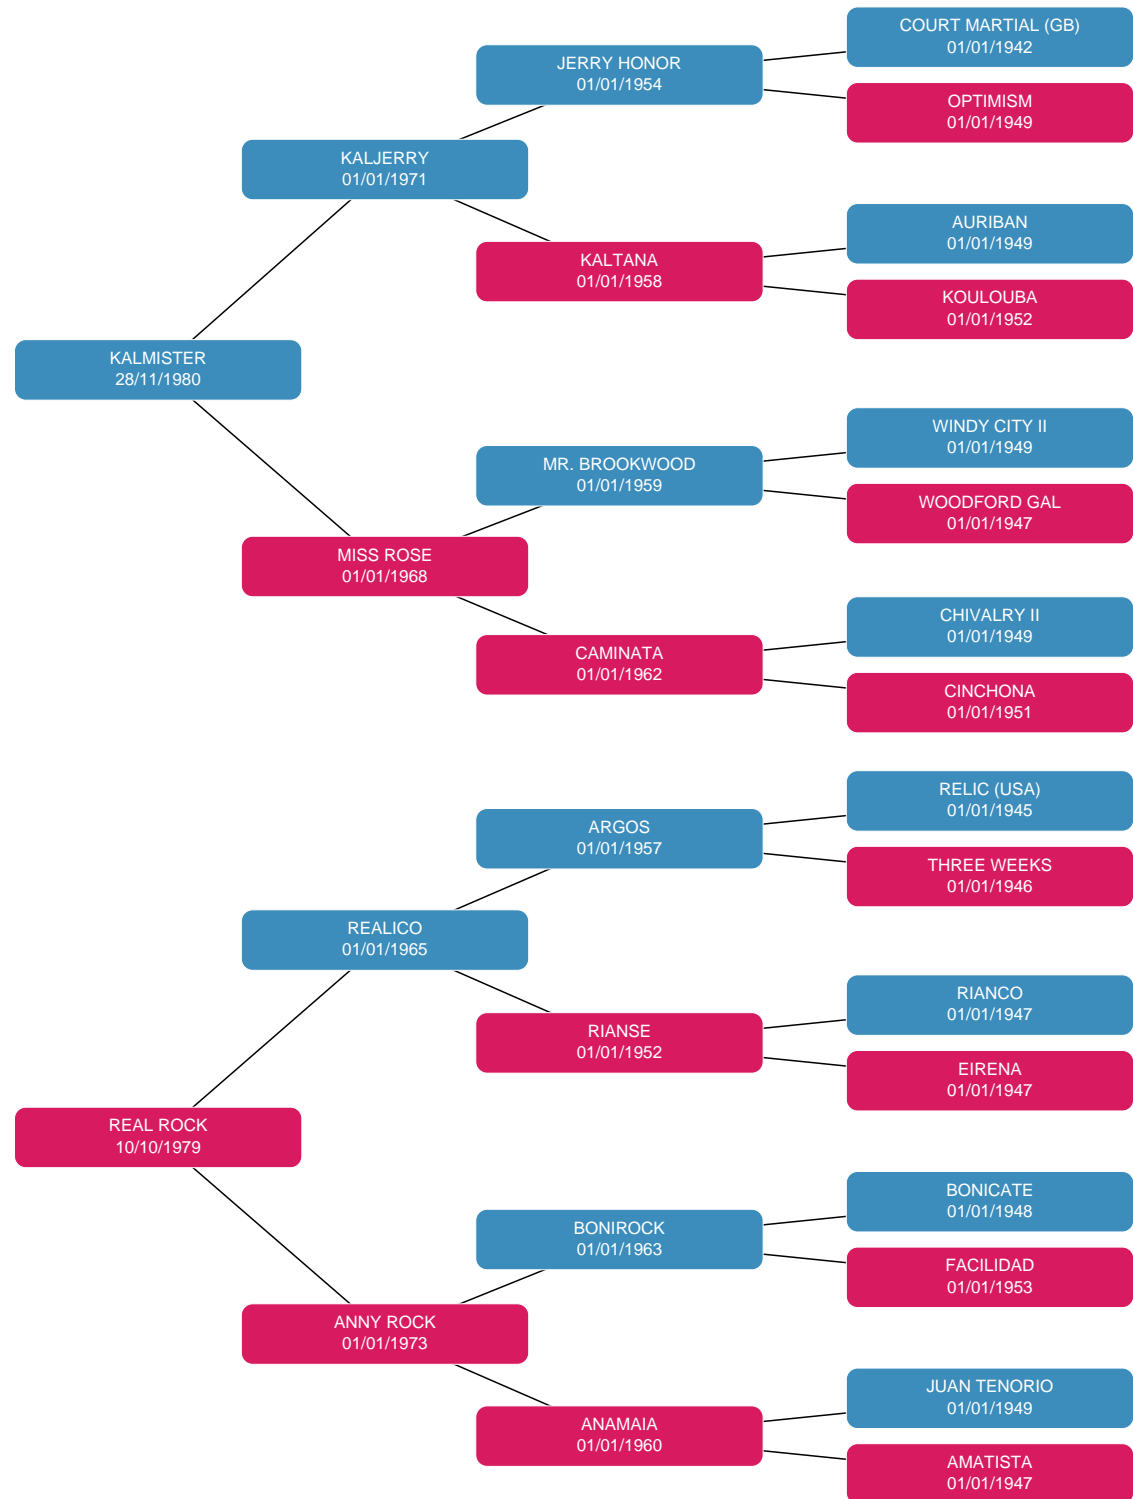 COURT MARTIAL (GB)
01/01/1942
JERRY HONOR
01/01/1954
OPTIMISM
01/01/1949
KALJERRY
01/01/1971
AURIBAN
01/01/1949
KALTANA
01/01/1958
KOULOUBA
01/01/1952
KALMISTER
28/11/1980
WINDY CITY II
01/01/1949
MR. BROOKWOOD
01/01/1959
WOODFORD GAL
01/01/1947
MISS ROSE
01/01/1968
CHIVALRY II
01/01/1949
CAMINATA
01/01/1962
CINCHONA
01/01/1951
RELIC (USA)
01/01/1945
ARGOS
01/01/1957
THREE WEEKS
01/01/1946
REALICO
01/01/1965
RIANCO
01/01/1947
RIANSE
01/01/1952
EIRENA
01/01/1947
REAL ROCK
10/10/1979
BONICATE
01/01/1948
BONIROCK
01/01/1963
FACILIDAD
01/01/1953
ANNY ROCK
01/01/1973
JUAN TENORIO
01/01/1949
ANAMAIA
01/01/1960
AMATISTA
01/01/1947